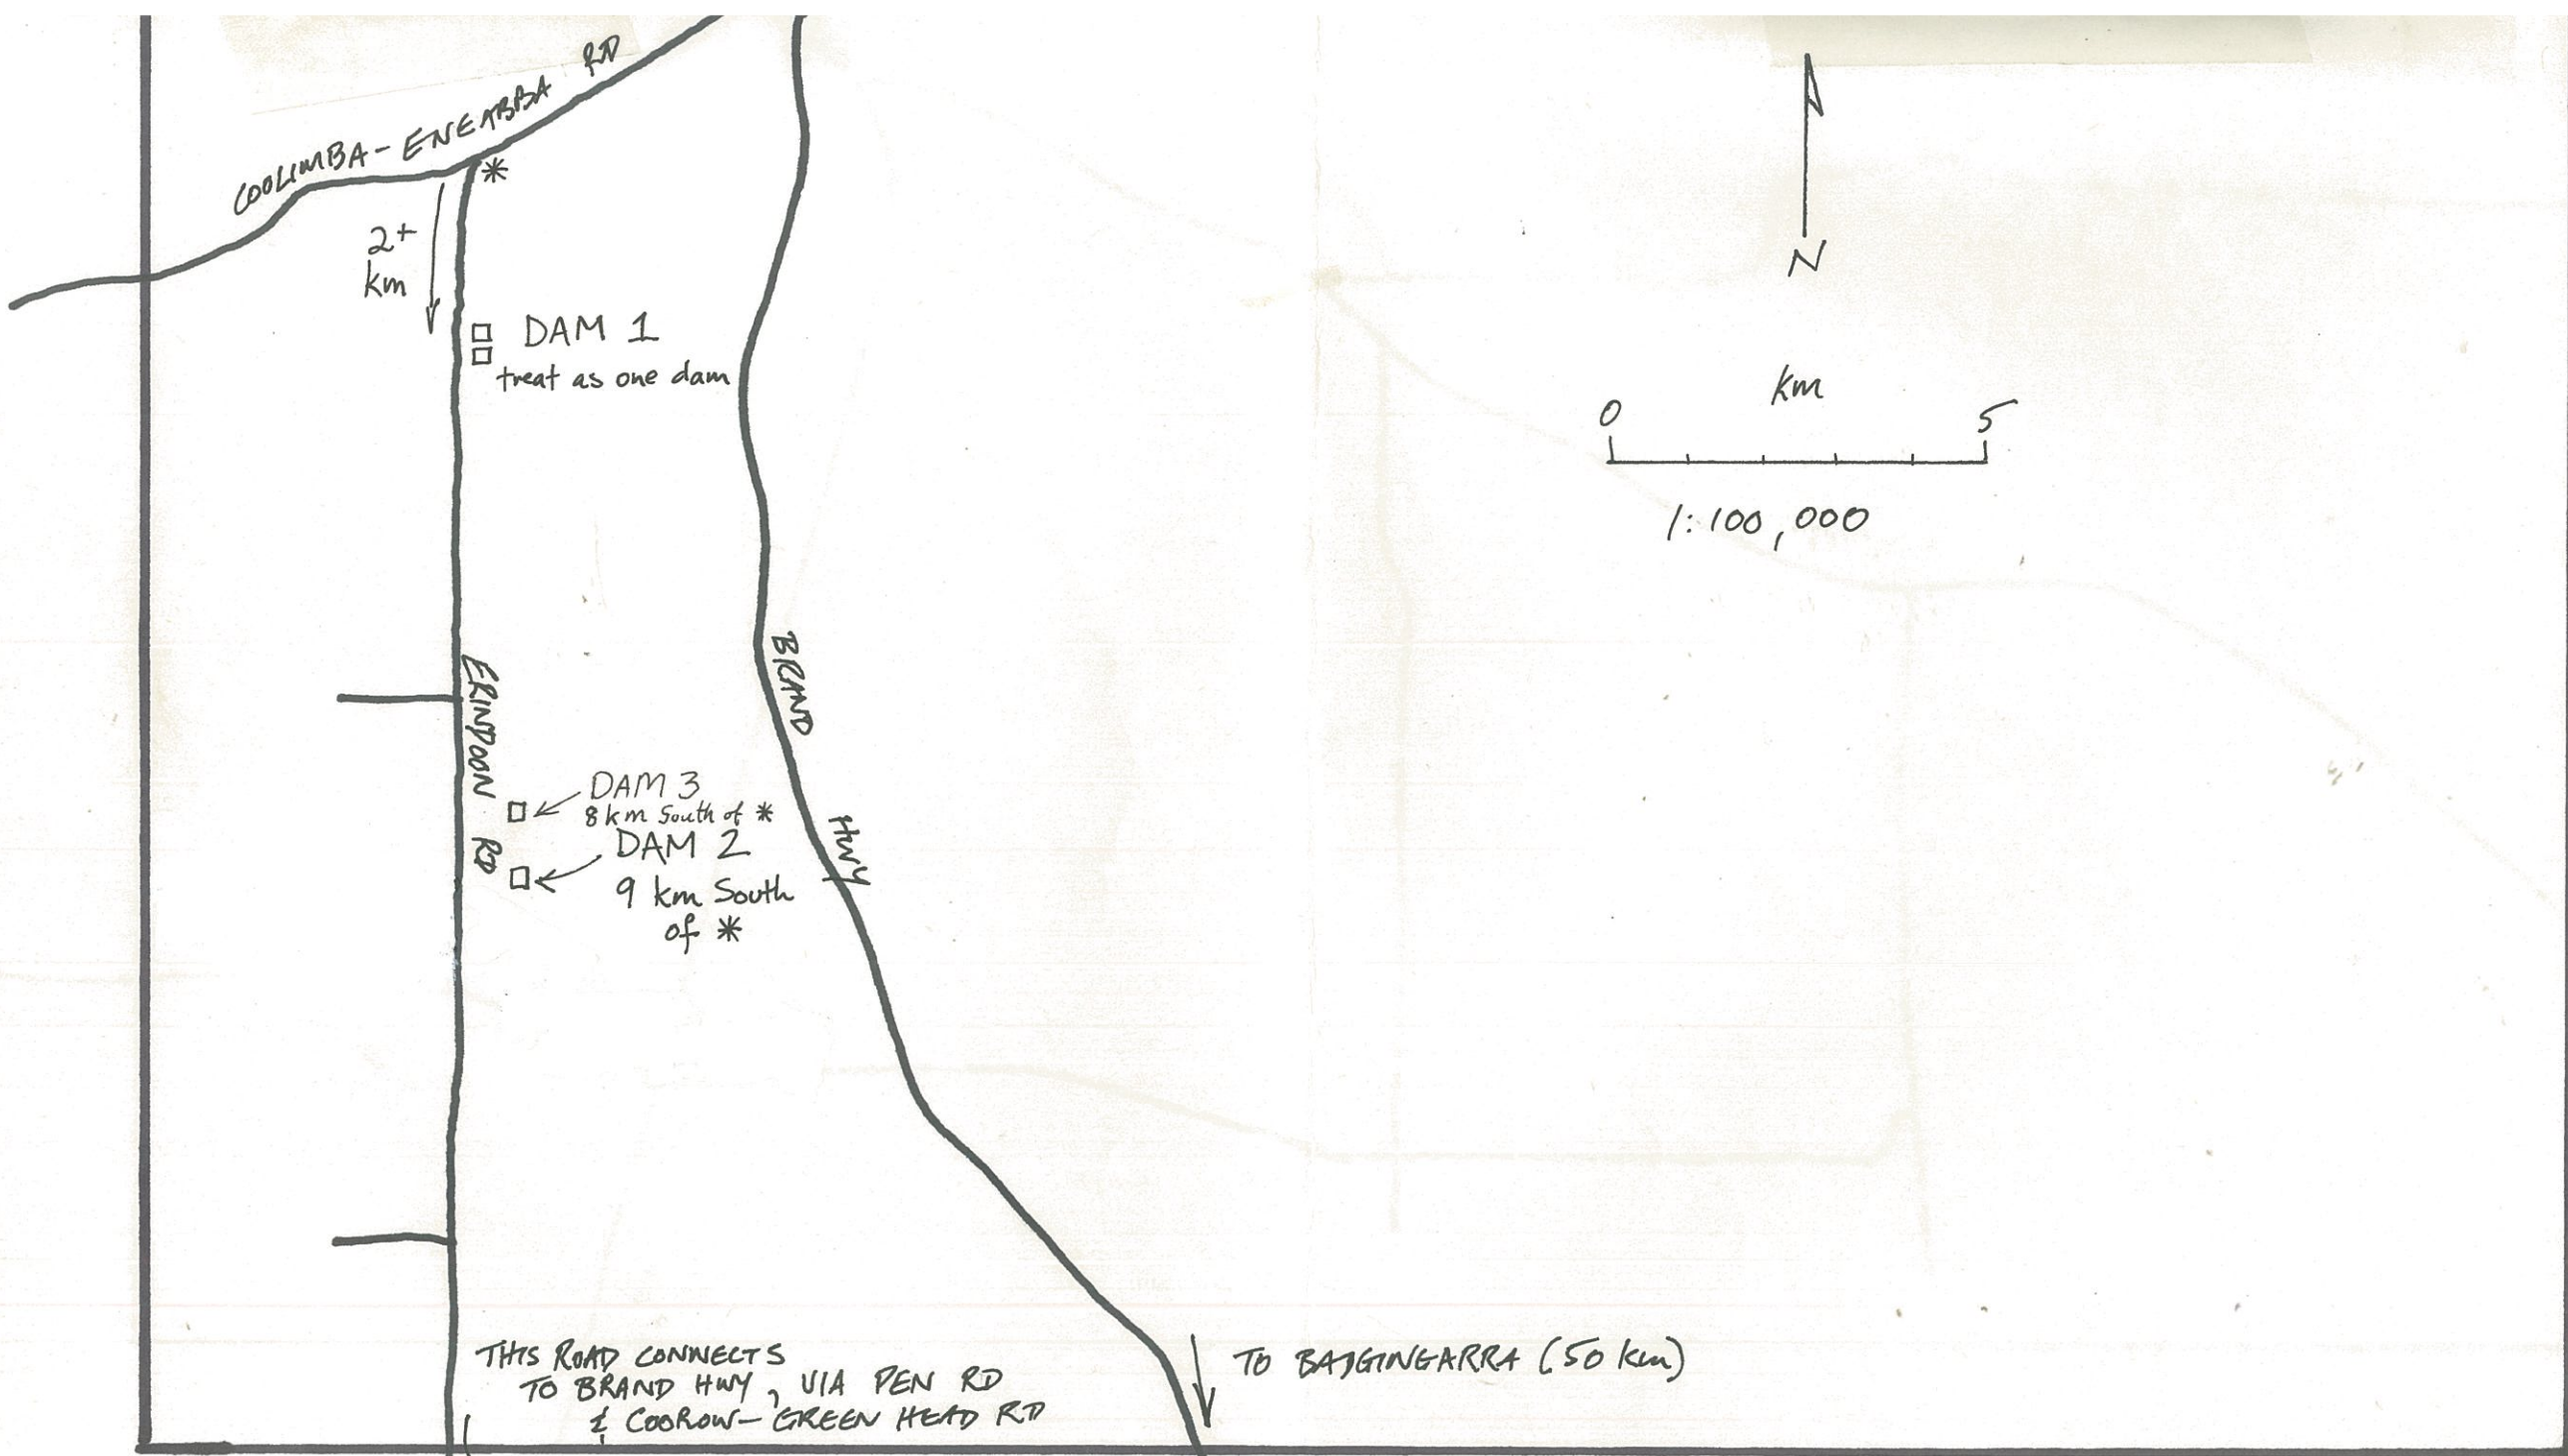 COOLIMBA - ENEABBA RD
*
2+
km
DAM 1
treat as one dam
N
km
0 5
1:100,000
BRAND HWY
ERINDOON RD
DAM 3
8 km South of *
DAM 2
9 km South
of *
THIS ROAD CONNECTS
TO BRAND HWY, VIA PEN RD
& COOROW - GREEN HEAD RD
TO BADGINGARRA (50 km)